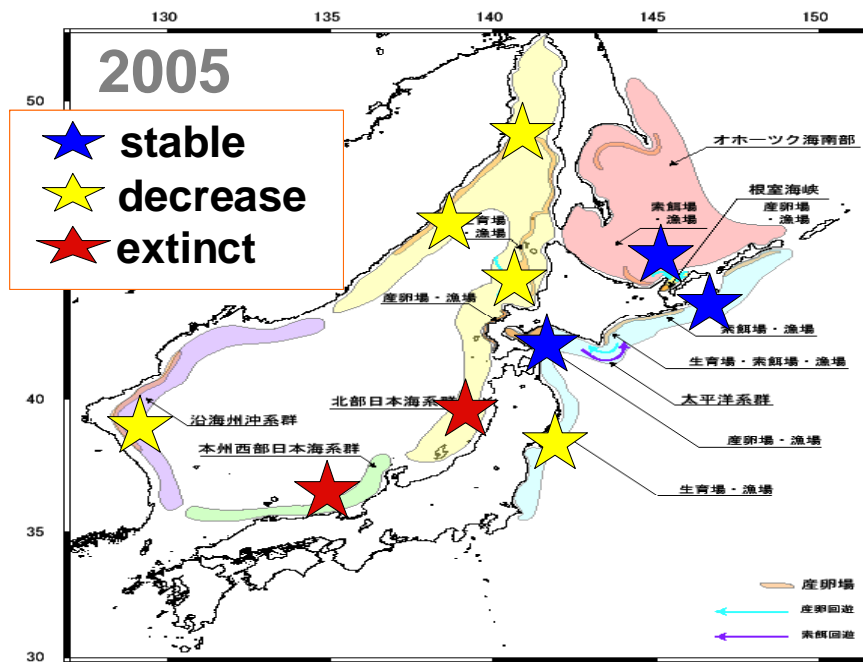 130 135 140 145 150
2005
50
stable
decrease
extinct
オホーツク海南部
根室海峡
素餌場
・漁場
産卵場
・漁場
生育場
・漁場
産卵場・漁場
素餌場・漁場
生育場・素餌場・漁場
40
北部日本海系群
太平洋系群
沿海州沖系群
本州西部日本海系群
産卵場・漁場
生育場・漁場
35
産卵場
産卵回遊
素餌回遊
30